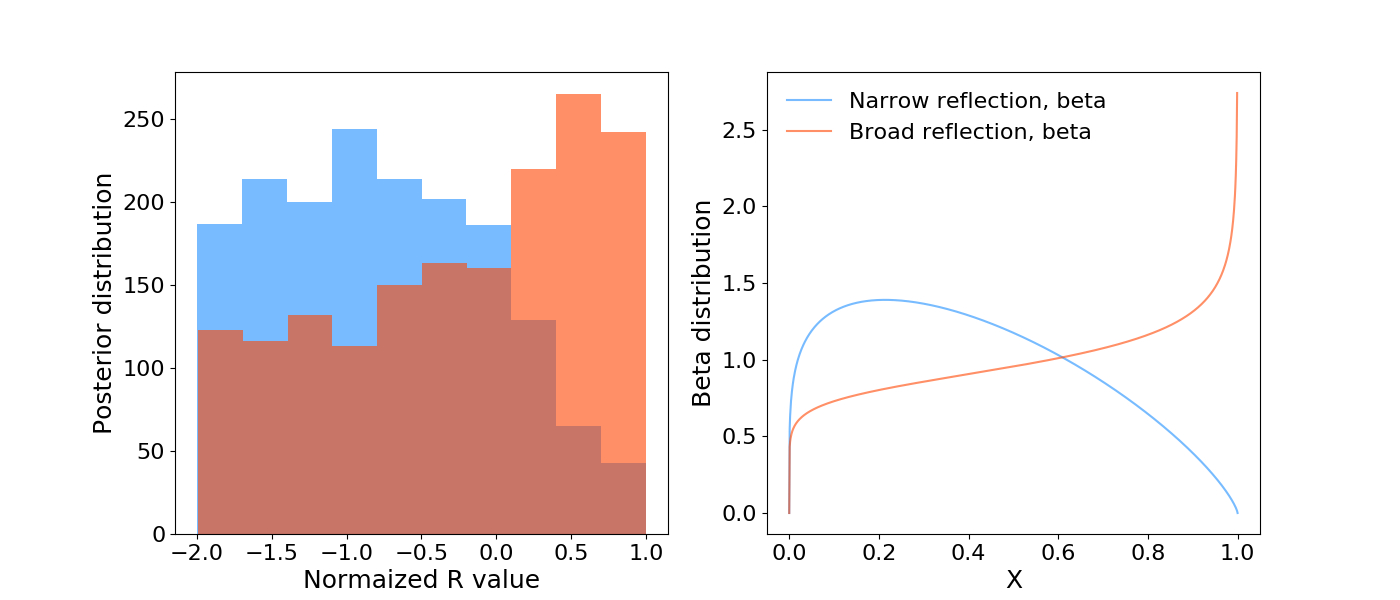 Posterior distribution
250
200
150
100
50
0
−2.0 −1.5 −1.0 −0.5 0.0 0.5 1.0
Normaized R value
Beta distribution
2.5
2.0
1.5
1.0
0.5
0.0
0.0 0.2 0.4 0.6 0.8 1.0
X
Narrow reflection, beta
Broad reflection, beta